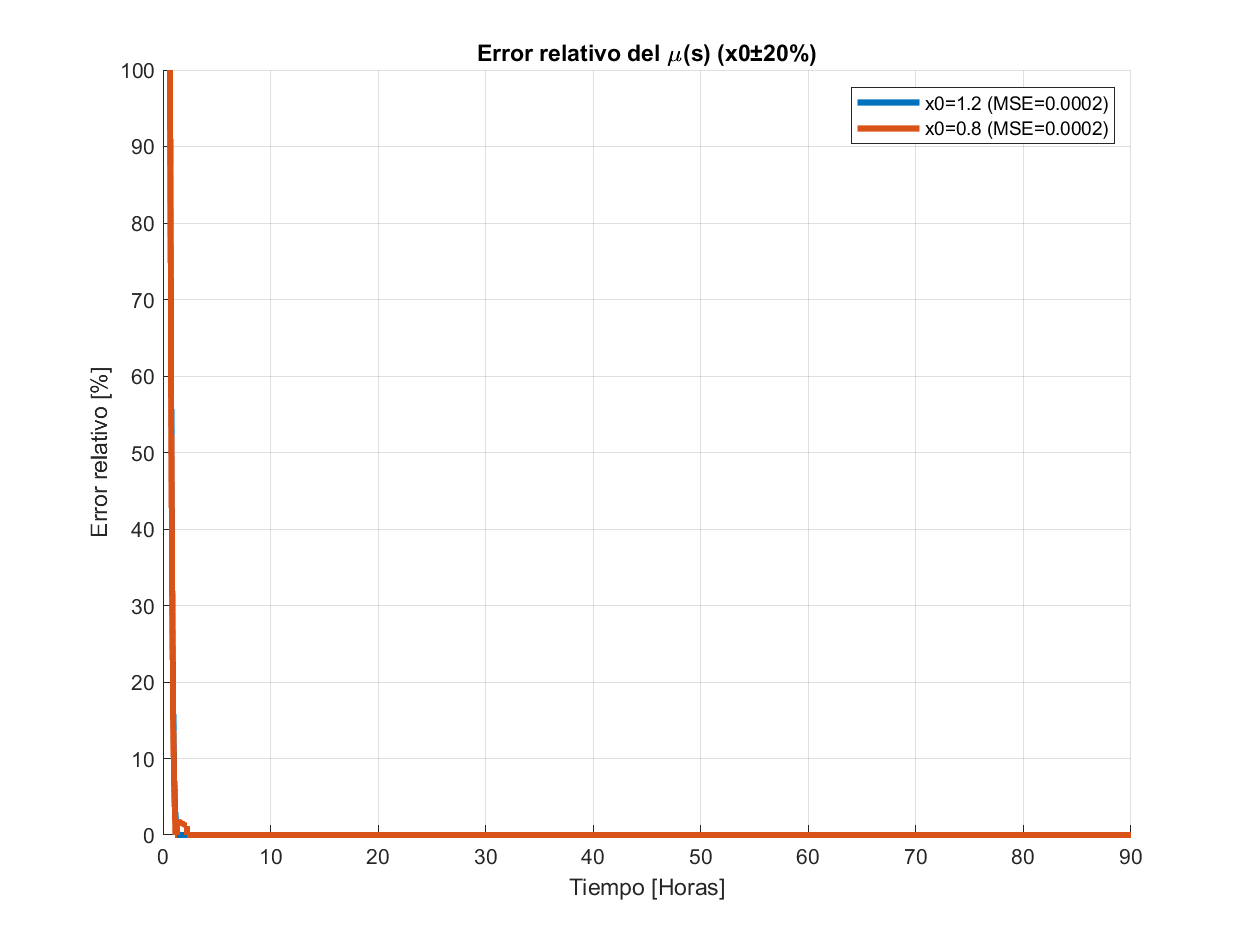 Error relativo del μ(s) (x0±20%)
x0=1.2 (MSE=0.0002)
x0=0.8 (MSE=0.0002)
Error relativo [%]
100
90
80
70
60
50
40
30
20
10
0
0 10 20 30 40 50 60 70 80 90
Tiempo [Horas]